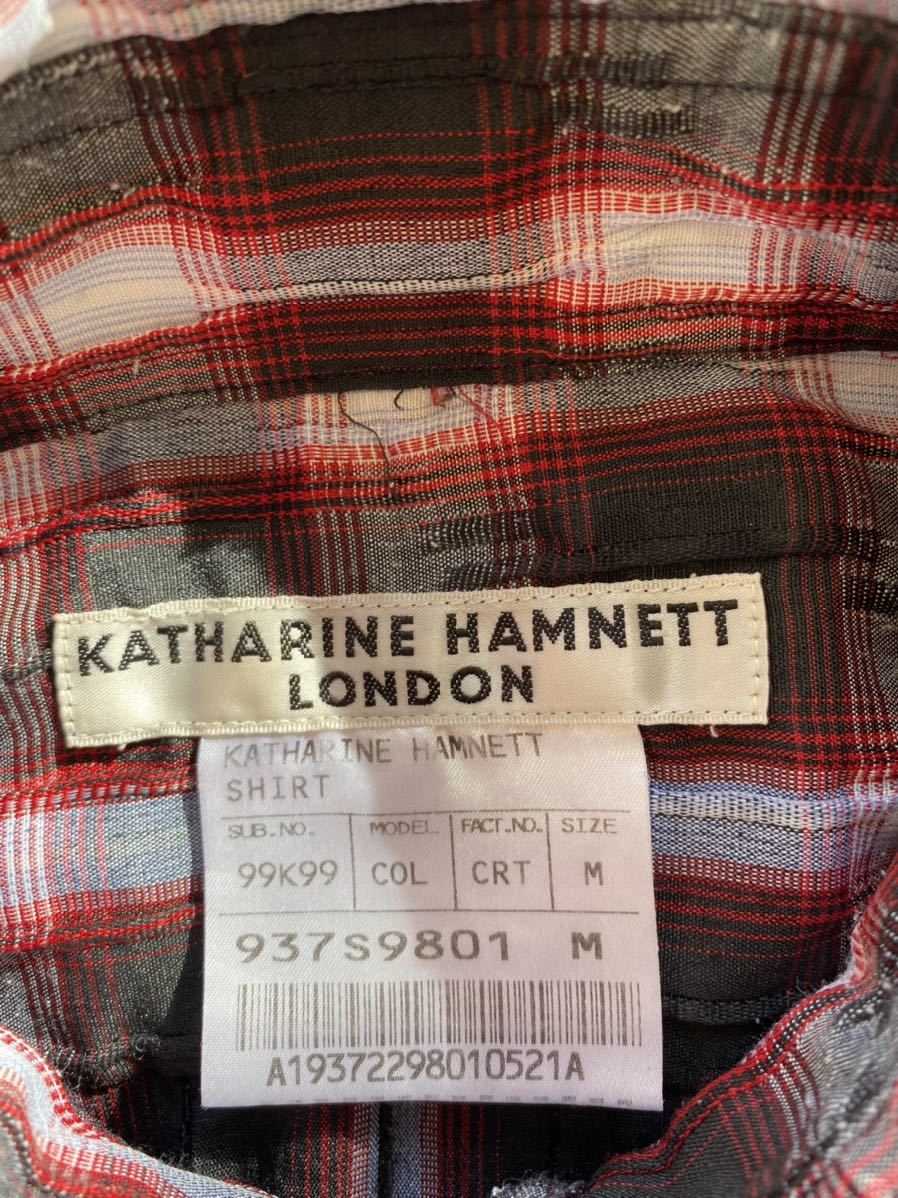 KATHARINE HAMNETT
LONDON
KATHARINE HAMNETT
SHIRT
SUB.NO. MODEL FACT.NO. SIZE
99K99 COL CRT M
937S9801 M
A19372298010521A